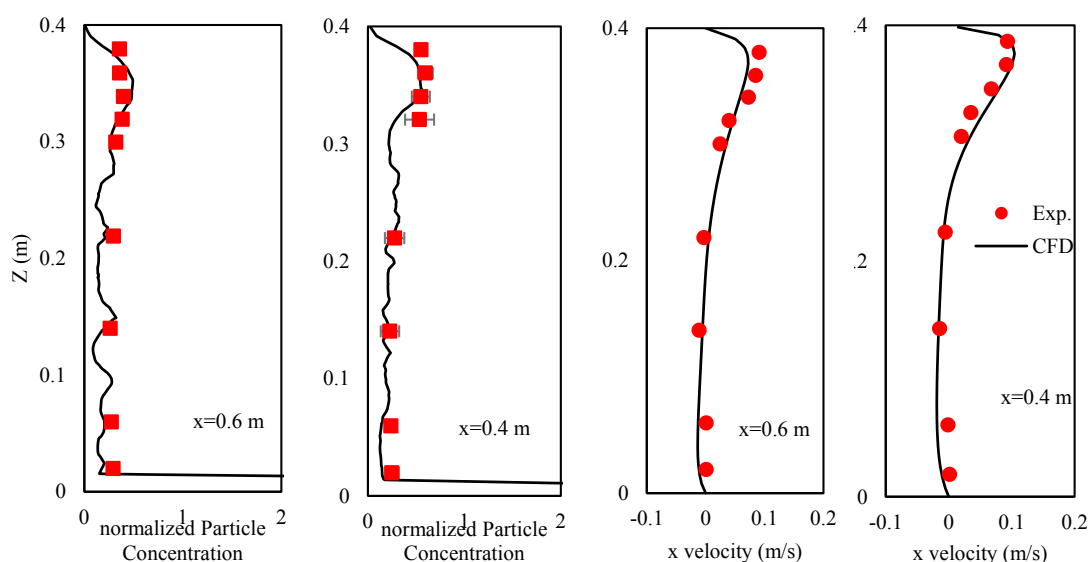 0.4
0.3
0.2
0.1
0
Z (m)
x=0.6 m
0
2
normalized Particle
Concentration
0.4
0.3
0.2
0.1
0
x=0.4 m
0
2
normalized Particle
Concentration
0.4
0.2
0
x=0.6 m
-0.1
0
0.1
0.2
x velocity (m/s)
0.4
.2
0
Exp.
CFD
x=0.4 m
-0.1
0
0.1
0.2
x velocity (m/s)